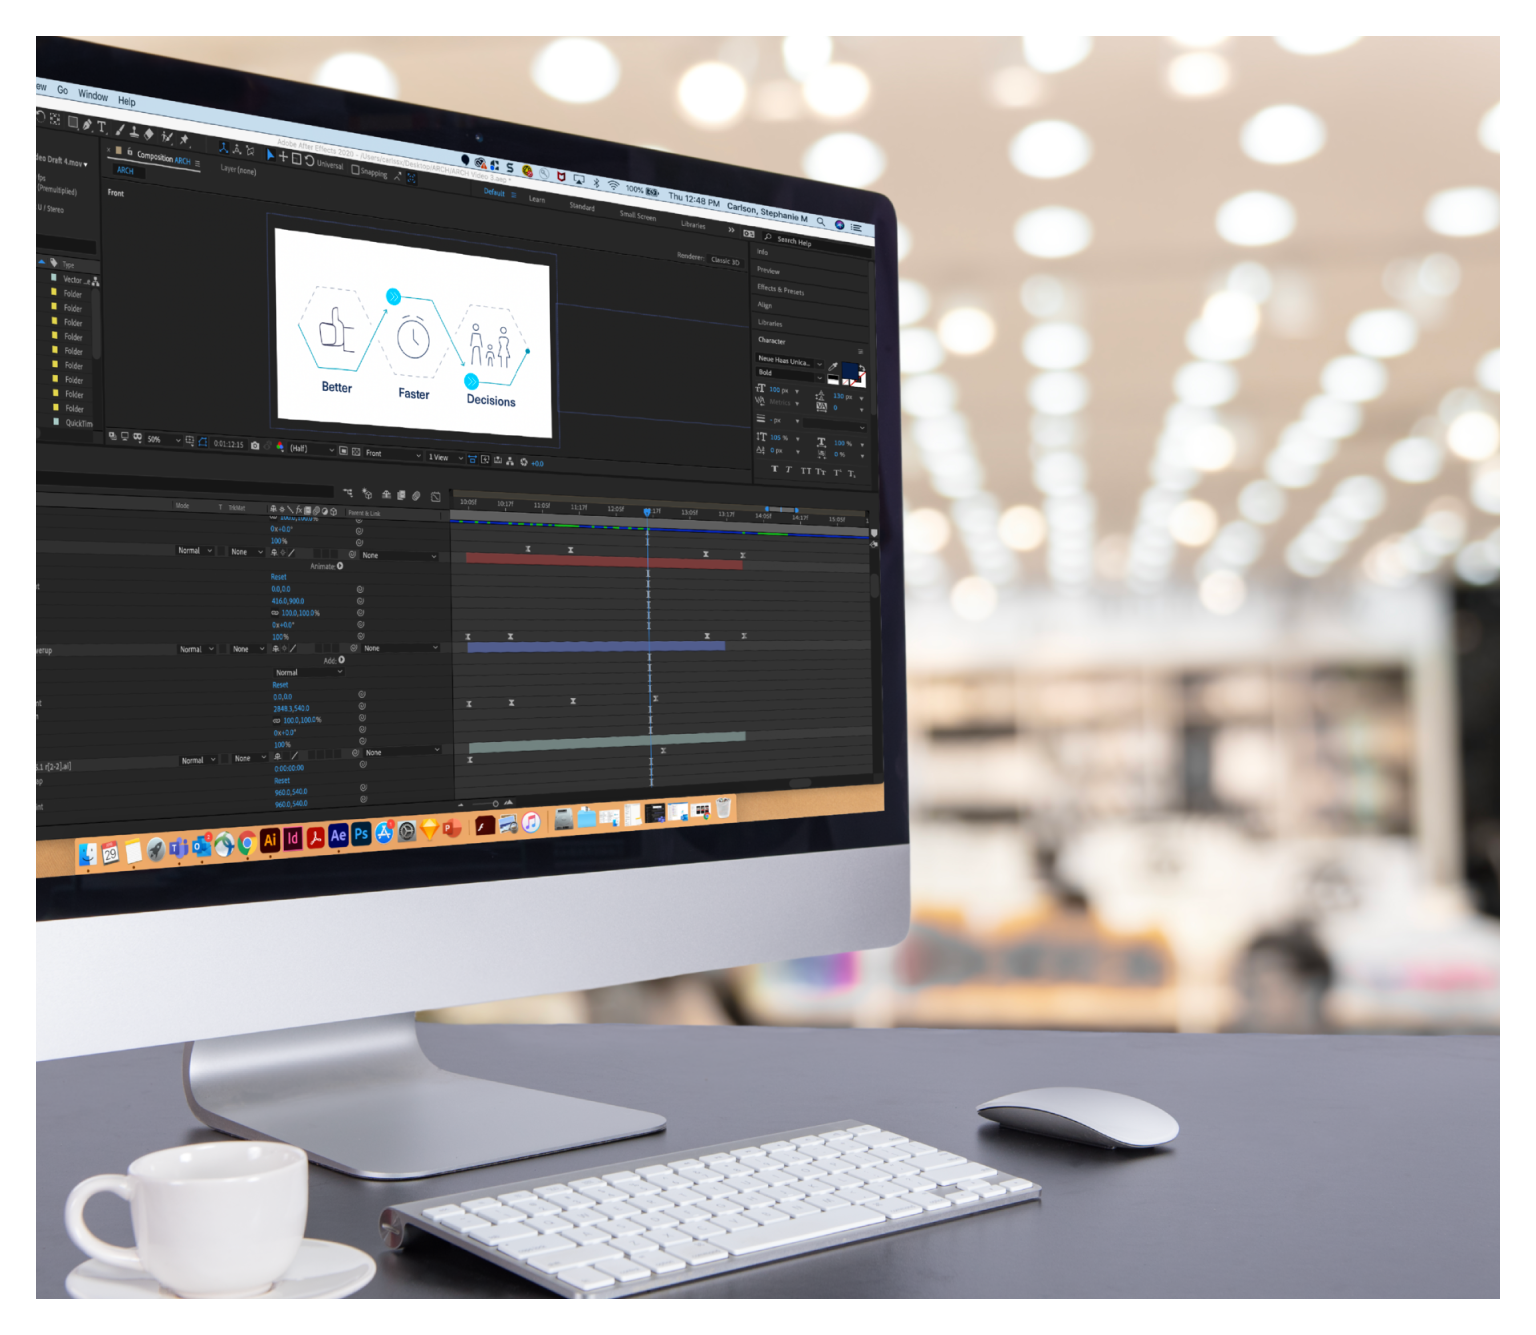 ew Go Window Help
100% Thu 12:48 PM Carlson, Stephanie M
Adobe After Effects 2020 - /Users/carlson/Desktop/ARCH/ARCH Video 3.aep *
Universal Snapping
Default Learn Standard Small Screen Libraries
Search Help
deo Draft 4.mov
fps
(Premultiplied)
U / Stereo
Composition ARCH
Layer (none)
ARCH
Front
Renderer: Classic 3D
Type
Vector ...e
Folder
Folder
Folder
Folder
Folder
Folder
Folder
Folder
Folder
QuickTim
Better
Faster
Decisions
Info
Preview
Effects & Presets
Align
Libraries
Character
Neue Haas Unica...
Bold
100 px
130 px
Metrics
0
- px
100 %
100 %
0 px
0 %
50%
0:01:12:15
(Half)
Front
1 View
+0.0
Mode T TrkMat
Parent & Link
10:05f 10:17f 11:05f 11:17f 12:05f 17f 13:05f 13:17f 14:05f 14:17f 15:05f
100.0,100.0%
0x+0.0°
100%
Normal None None
Animate:
Reset
0.0,0.0
416.0,900.0
100.0,100.0%
0x+0.0°
100%
verup Normal None None
Add:
Normal
Reset
0.0,0.0
2848.3,540.0
100.0,100.0%
0x+0.0°
100%
r[2-2].ai] Normal None None
0:00:00:00
Reset
960.0,540.0
960.0,540.0
29
Ai Id Ae Ps